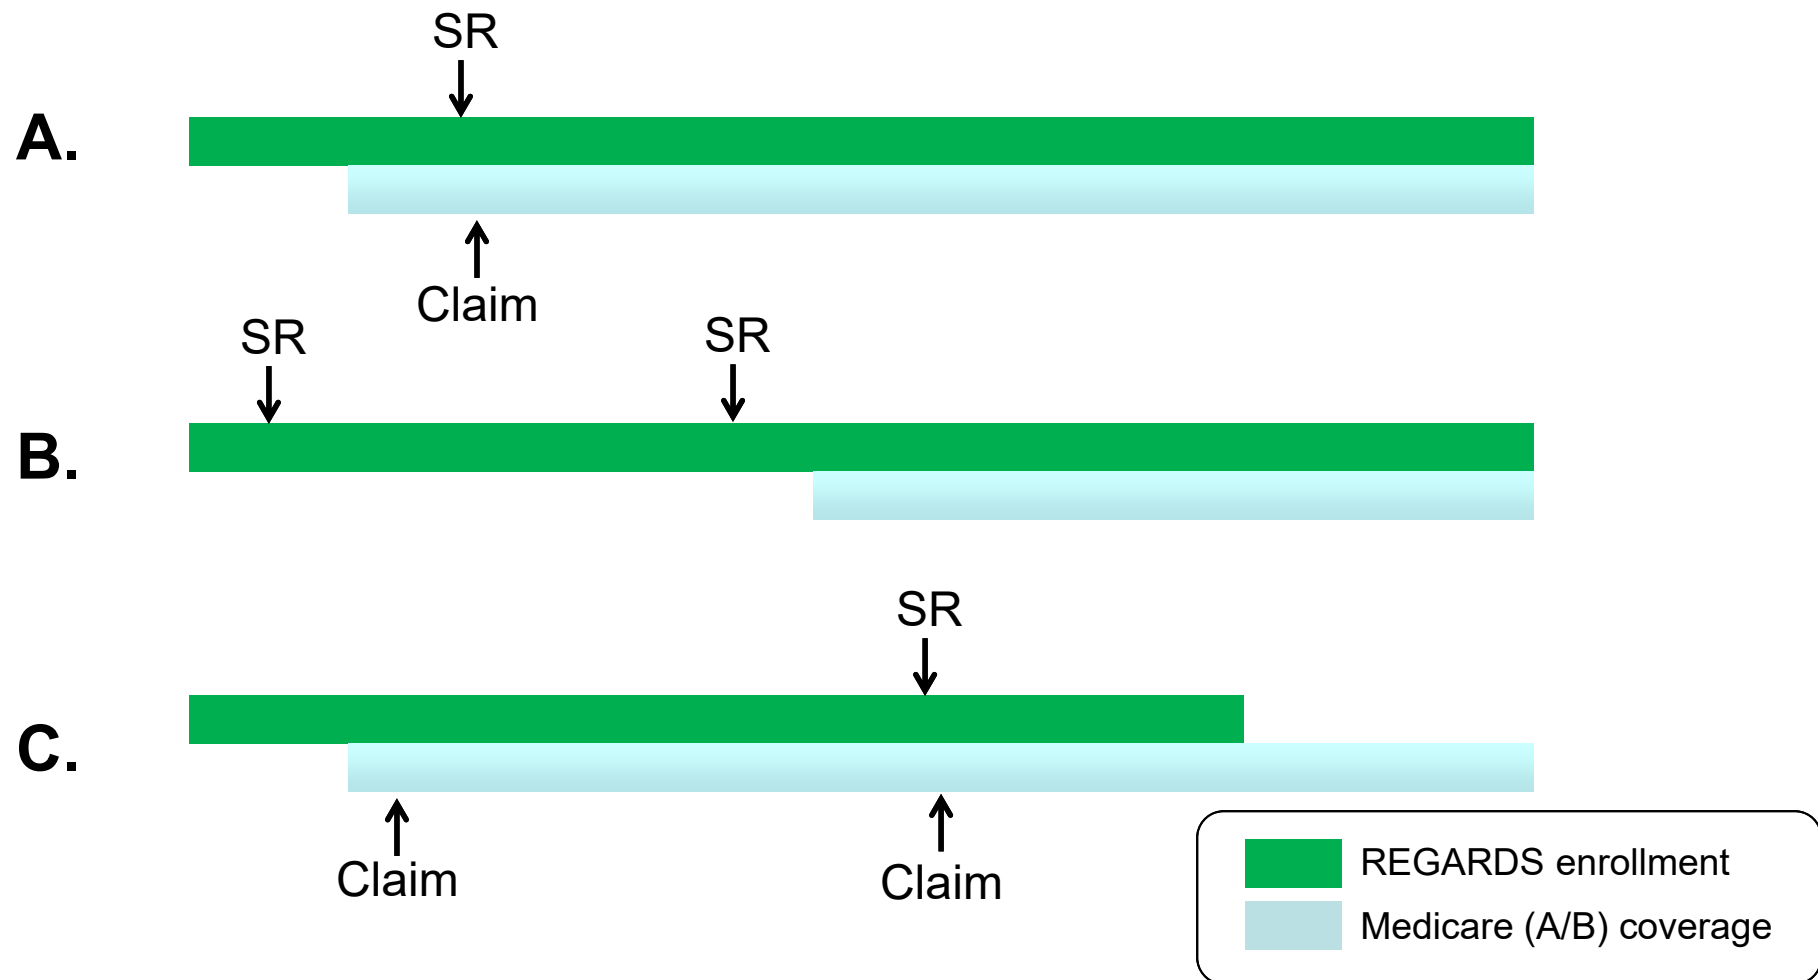 SR
A.
Claim
SR
SR
B.
SR
C.
Claim
Claim
REGARDS enrollment
Medicare (A/B) coverage